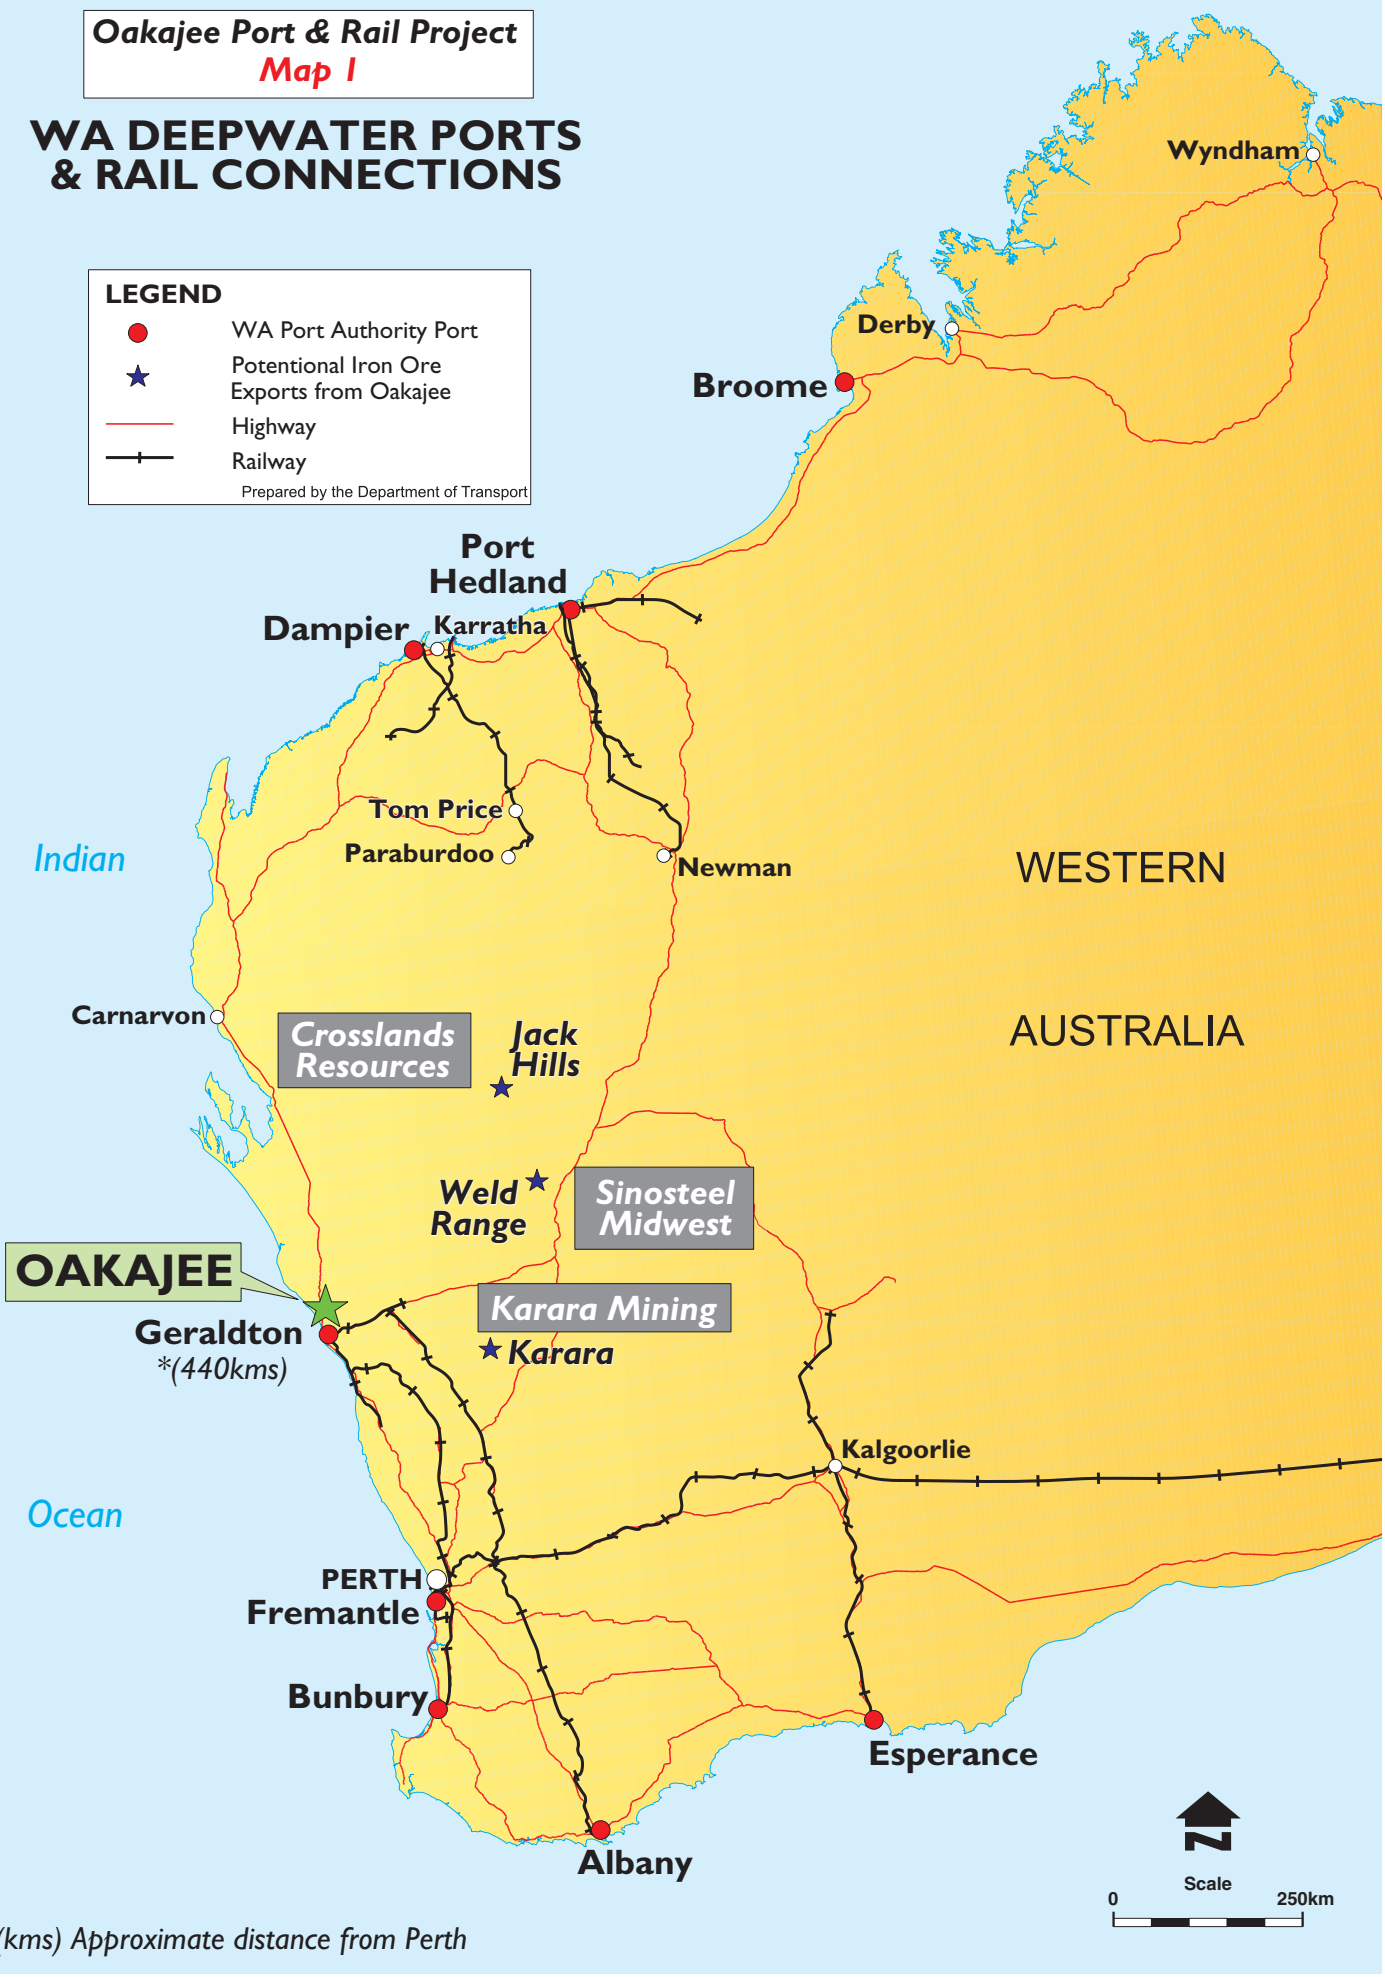 Oakajee Port & Rail Project
Map 1
WA DEEPWATER PORTS
& RAIL CONNECTIONS
LEGEND
WA Port Authority Port
Potentional Iron Ore
Exports from Oakajee
Highway
Railway
Prepared by the Department of Transport
Wyndham
Derby
Broome
Port
Hedland
Dampier
Karratha
Tom Price
Paraburdoo
Newman
Indian
WESTERN
Carnarvon
Crosslands
Resources
Jack
Hills
AUSTRALIA
Weld
Range
Sinosteel
Midwest
OAKAJEE
Karara Mining
Geraldton
*(440kms)
Karara
Kalgoorlie
Ocean
PERTH
Fremantle
Bunbury
Esperance
Albany
N
Scale
0 250km
(kms) Approximate distance from Perth